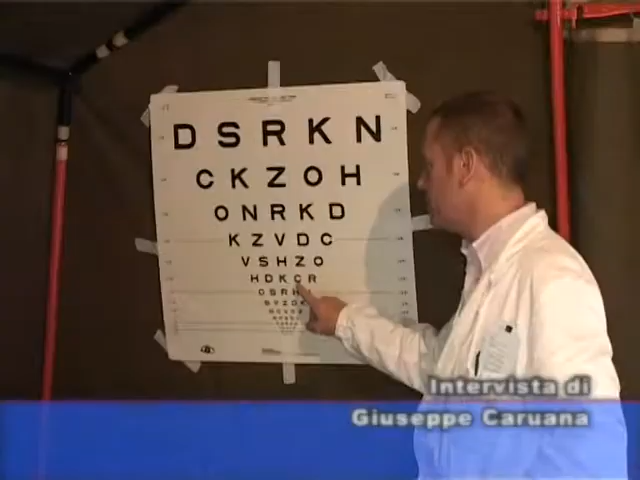 DSRKN
CKZOH
ONRKD
KZVDC
VSHZO
HDKCR
Intervista di
Giuseppe Caruana